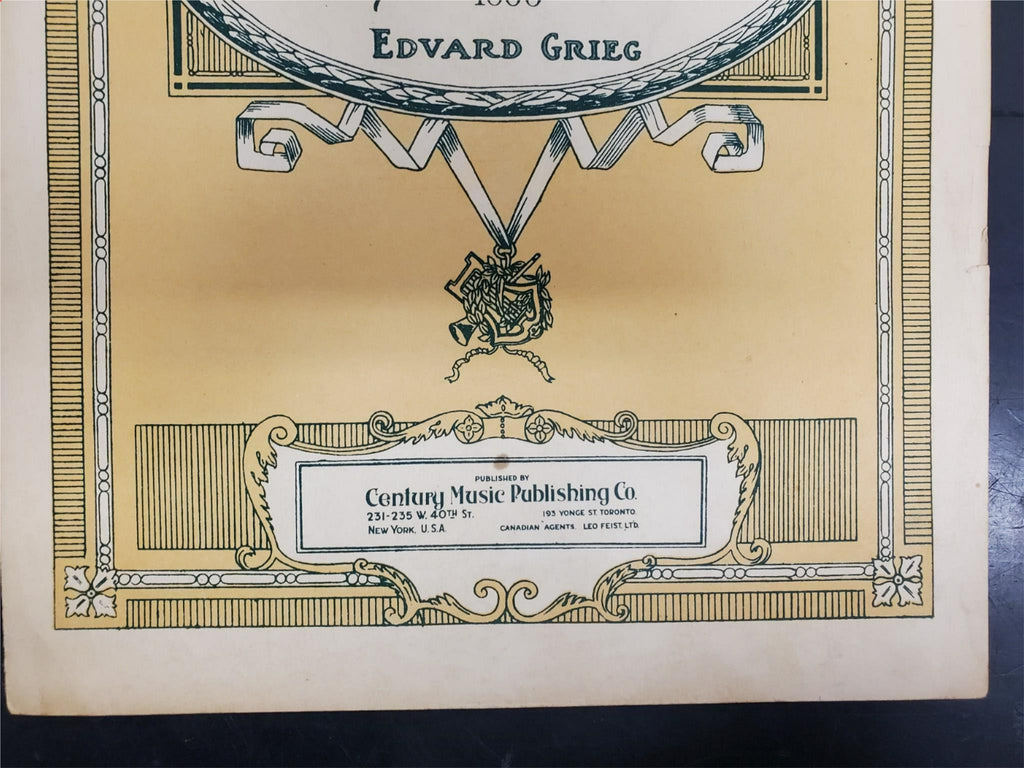 EDVARD GRIEG
PUBLISHED BY
Century Music Publishing Co.
231-235 W. 40TH ST. 193 YONGE ST. TORONTO.
NEW YORK, U.S.A. CANADIAN AGENTS. LEO FEIST, LTD.